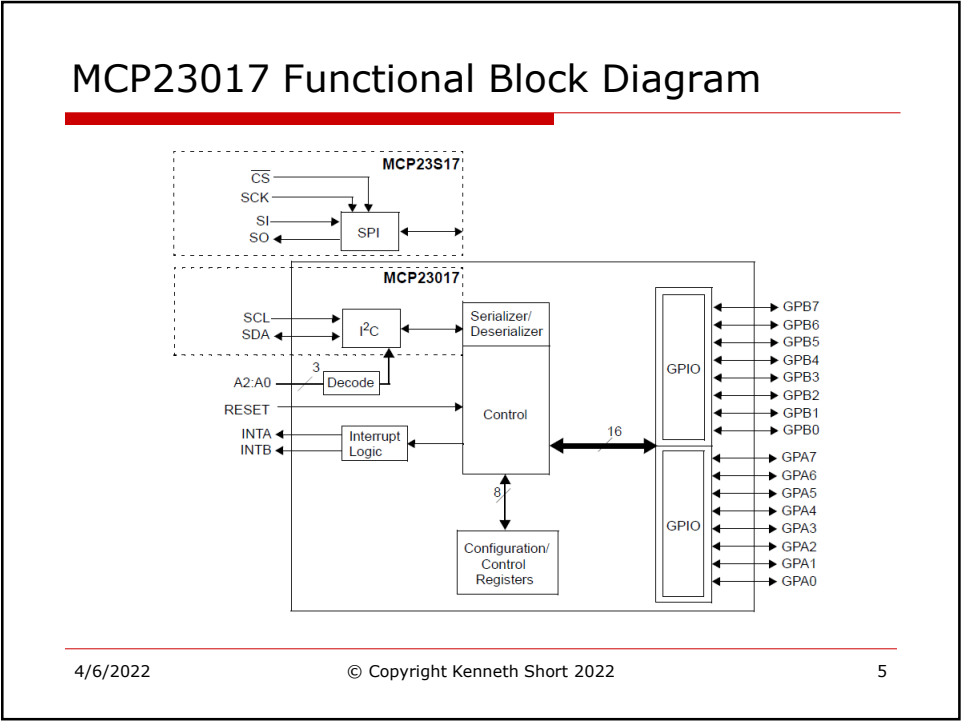 MCP23017 Functional Block Diagram
MCP23S17
CS
SCK
SI
SO
SPI
MCP23017
SCL
SDA
I²C
Serializer/
Deserializer
3
A2:A0
Decode
RESET
Control
INTA
INTB
Interrupt
Logic
16
8
Configuration/
Control
Registers
GPIO
GPB7
GPB6
GPB5
GPB4
GPB3
GPB2
GPB1
GPB0
GPIO
GPA7
GPA6
GPA5
GPA4
GPA3
GPA2
GPA1
GPA0
4/6/2022
© Copyright Kenneth Short 2022
5